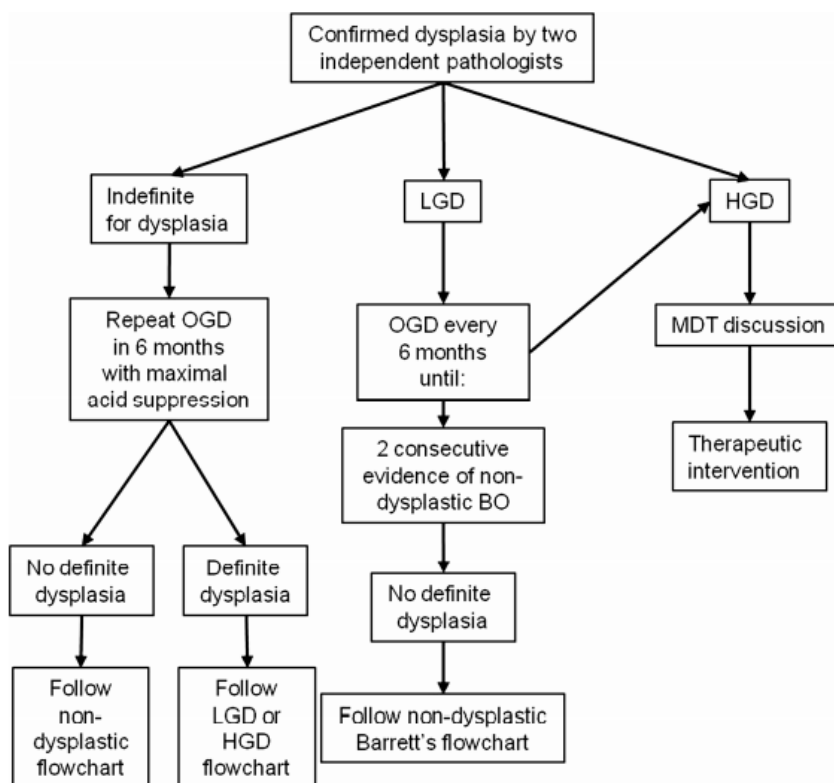 Confirmed dysplasia by two
independent pathologists
Indefinite
for dysplasia
LGD
HGD
Repeat OGD
in 6 months
with maximal
acid suppression
OGD every
6 months
until:
MDT discussion
2 consecutive
evidence of non-
dysplastic BO
Therapeutic
intervention
No definite
dysplasia
Definite
dysplasia
No definite
dysplasia
Follow
non-
dysplastic
flowchart
Follow
LGD or
HGD
flowchart
Follow non-dysplastic
Barrett's flowchart